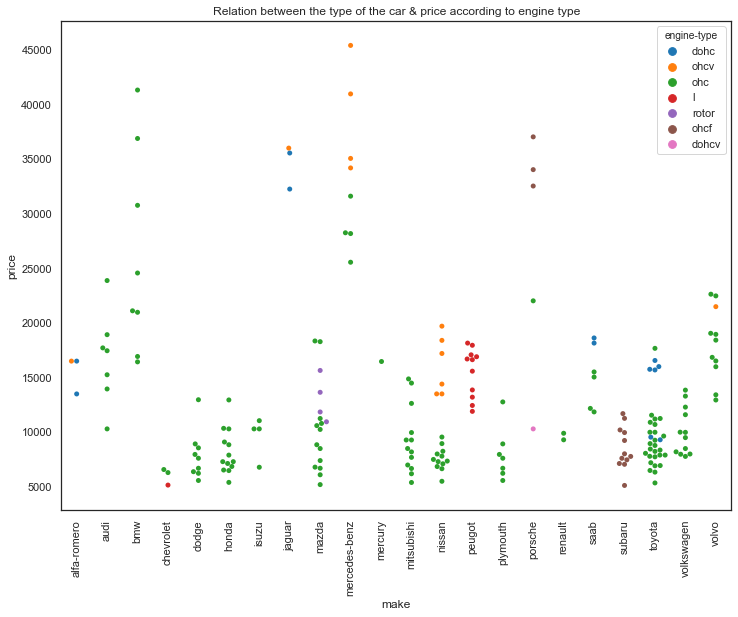 Relation between the type of the car & price according to engine type
engine-type
dohc
ohcv
ohc
l
rotor
ohcf
dohcv
price
45000
40000
35000
30000
25000
20000
15000
10000
5000
alfa-romero
audi
bmw
chevrolet
dodge
honda
isuzu
jaguar
mazda
mercedes-benz
mercury
mitsubishi
nissan
peugot
plymouth
porsche
renault
saab
subaru
toyota
volkswagen
volvo
make